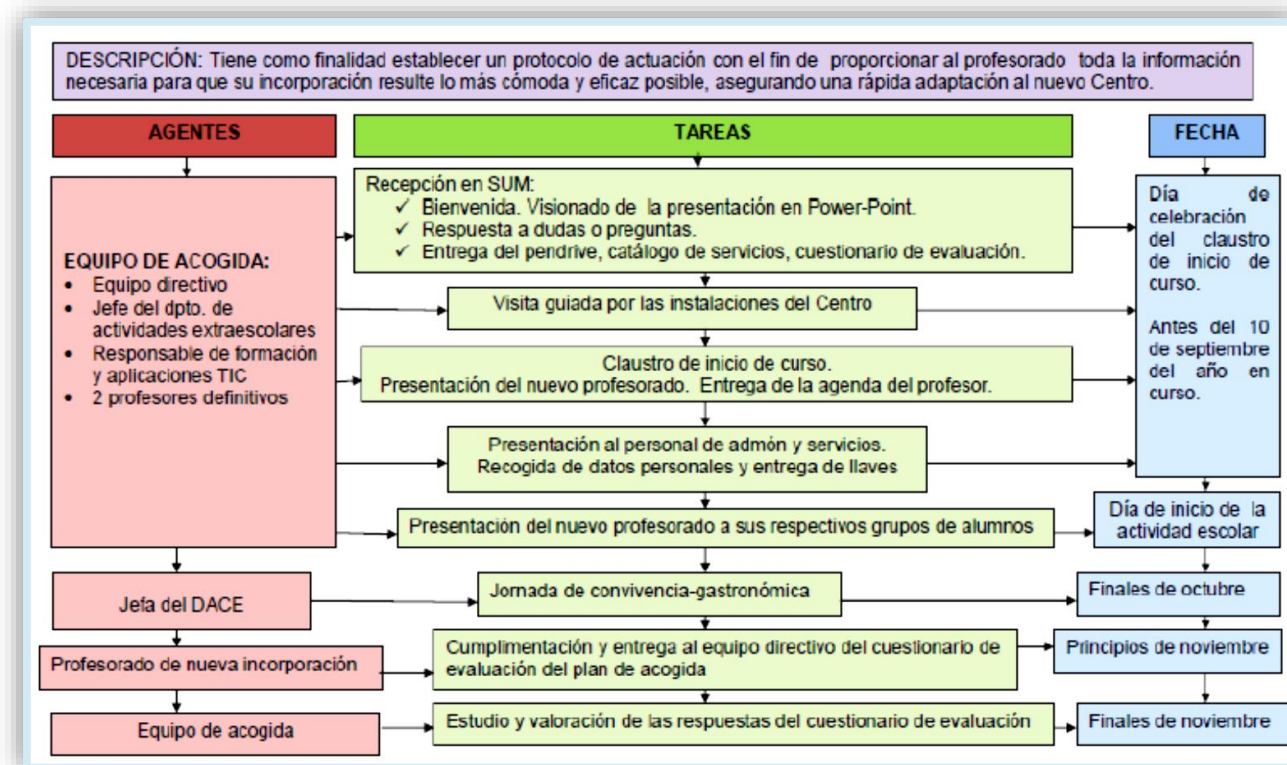 DESCRIPCIÓN: Tiene como finalidad establecer un protocolo de actuación con el fin de proporcionar al profesorado toda la información
necesaria para que su incorporación resulte lo más cómoda y eficaz posible, asegurando una rápida adaptación al nuevo Centro.
AGENTES
TAREAS
FECHA
EQUIPO DE ACOGIDA:
• Equipo directivo
• Jefe del dpto. de
actividades extraescolares
• Responsable de formación
y aplicaciones TIC
• 2 profesores definitivos
Recepción en SUM:
✓ Bienvenida. Visionado de la presentación en Power-Point.
✓ Respuesta a dudas o preguntas.
✓ Entrega del pendrive, catálogo de servicios, cuestionario de evaluación.
Visita guiada por las instalaciones del Centro
Claustro de inicio de curso.
Presentación del nuevo profesorado. Entrega de la agenda del profesor.
Presentación al personal de admón y servicios.
Recogida de datos personales y entrega de llaves
Día de
celebración
del claustro
de inicio de
curso.
Antes del 10
de septiembre
del año en
curso.
Presentación del nuevo profesorado a sus respectivos grupos de alumnos
Día de inicio de la
actividad escolar
Jefa del DACE
Jornada de convivencia-gastronómica
Finales de octubre
Profesorado de nueva incorporación
Cumplimentación y entrega al equipo directivo del cuestionario de
evaluación del plan de acogida
Principios de noviembre
Equipo de acogida
Estudio y valoración de las respuestas del cuestionario de evaluación
Finales de noviembre